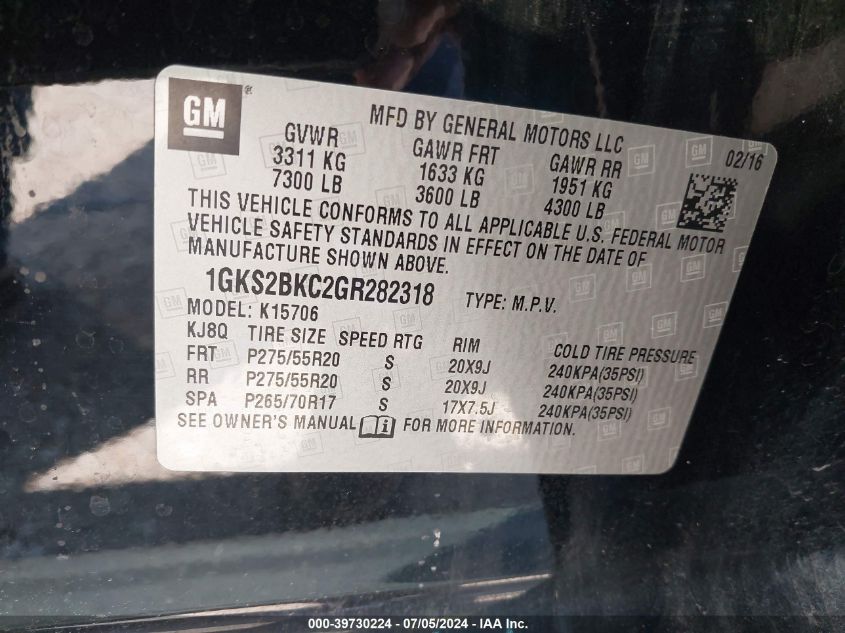 GM ®
MFD BY GENERAL MOTORS LLC
02/16
GVWR GAWR FRT GAWR RR
3311 KG 1633 KG 1951 KG
7300 LB 3600 LB 4300 LB
THIS VEHICLE CONFORMS TO ALL APPLICABLE U.S. FEDERAL MOTOR
VEHICLE SAFETY STANDARDS IN EFFECT ON THE DATE OF
MANUFACTURE SHOWN ABOVE.
1GKS2BKC2GR282318 TYPE: M.P.V.
MODEL: K15706
KJ8Q TIRE SIZE SPEED RTG RIM COLD TIRE PRESSURE
FRT P275/55R20 S 20X9J 240KPA(35PSI)
RR P275/55R20 S 20X9J 240KPA(35PSI)
SPA P265/70R17 S 17X7.5J 240KPA(35PSI)
SEE OWNER'S MANUAL i FOR MORE INFORMATION.
000-39730224 - 07/05/2024 - IAA Inc.